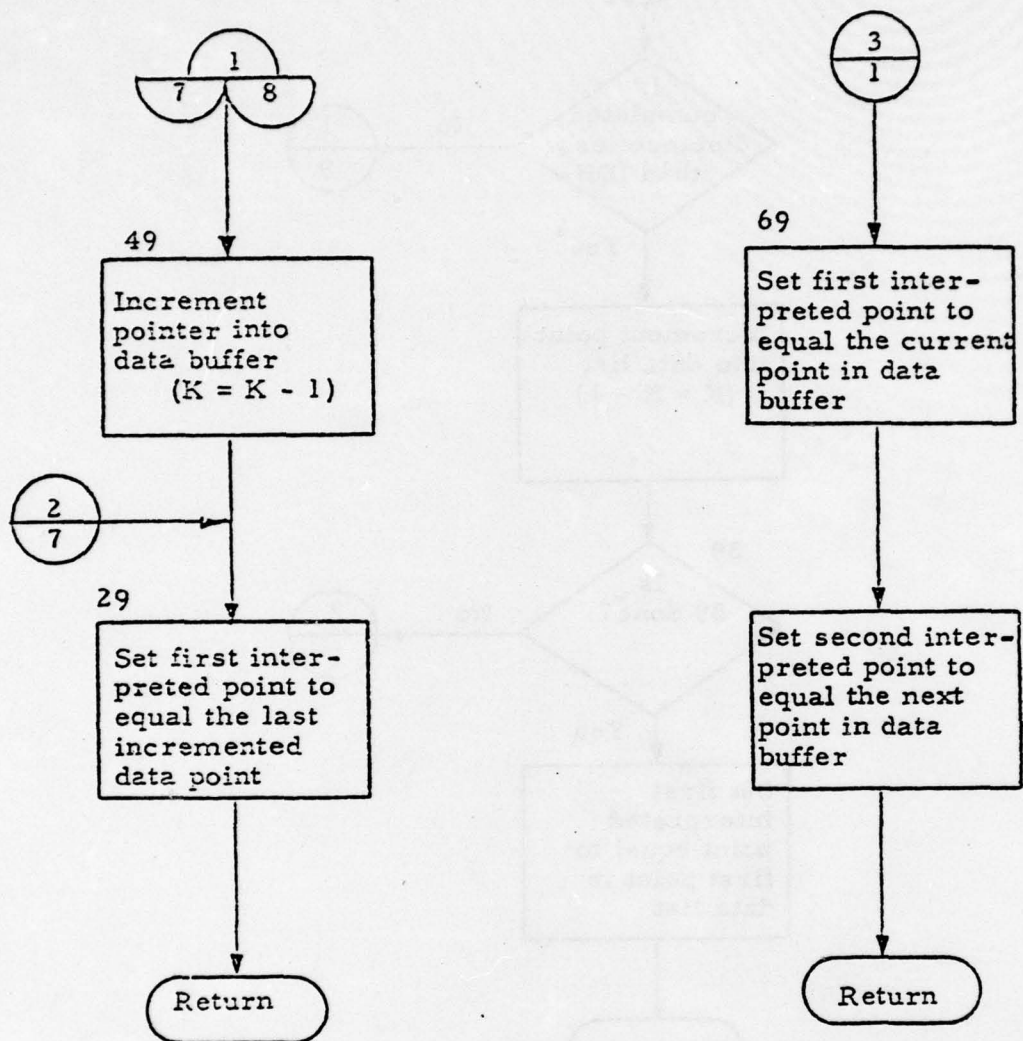 1
7 8
49
Increment
pointer into
data buffer
(K = K - 1)
2
7
29
Set first inter-
preted point to
equal the last
incremented
data point
Return
3
1
69
Set first inter-
preted point to
equal the current
point in data
buffer
Set second inter-
preted point to
equal the next
point in data
buffer
Return